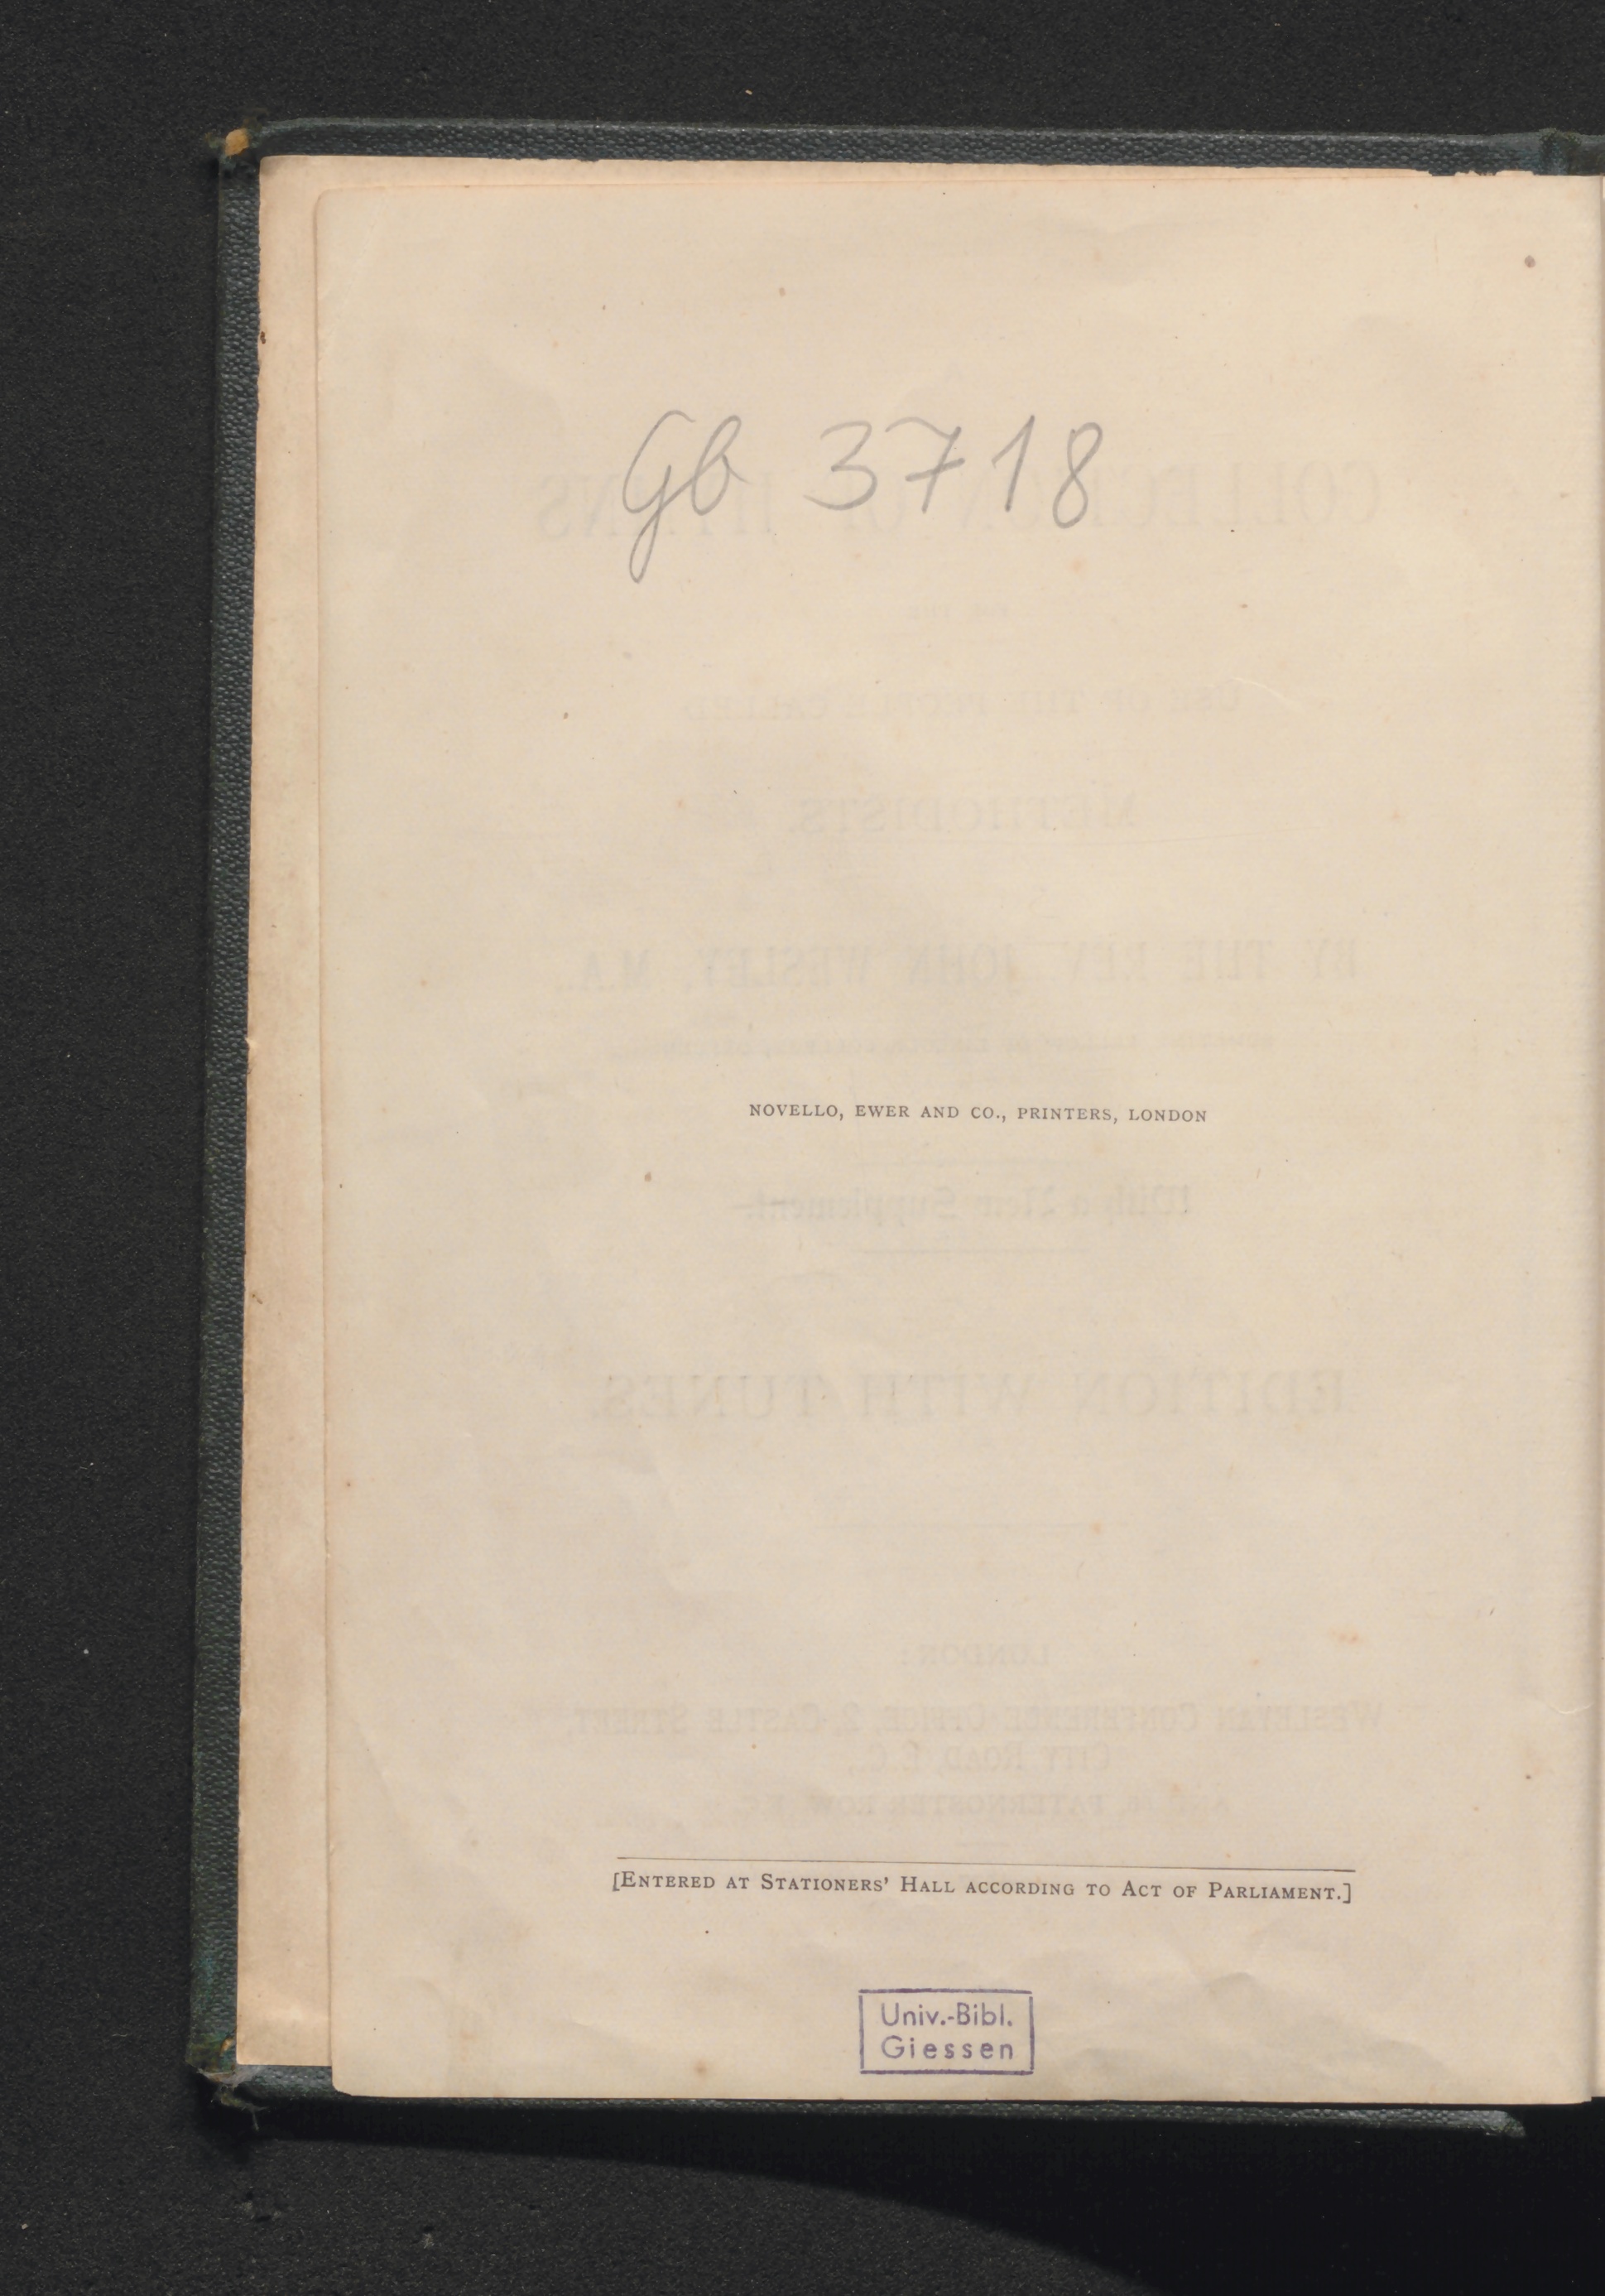 Gb 3718
NOVELLO, EWER AND CO., PRINTERS, LONDON
[ENTERED AT STATIONERS' HALL ACCORDING TO ACT OF PARLIAMENT.]
Univ.-Bibl.
Giessen